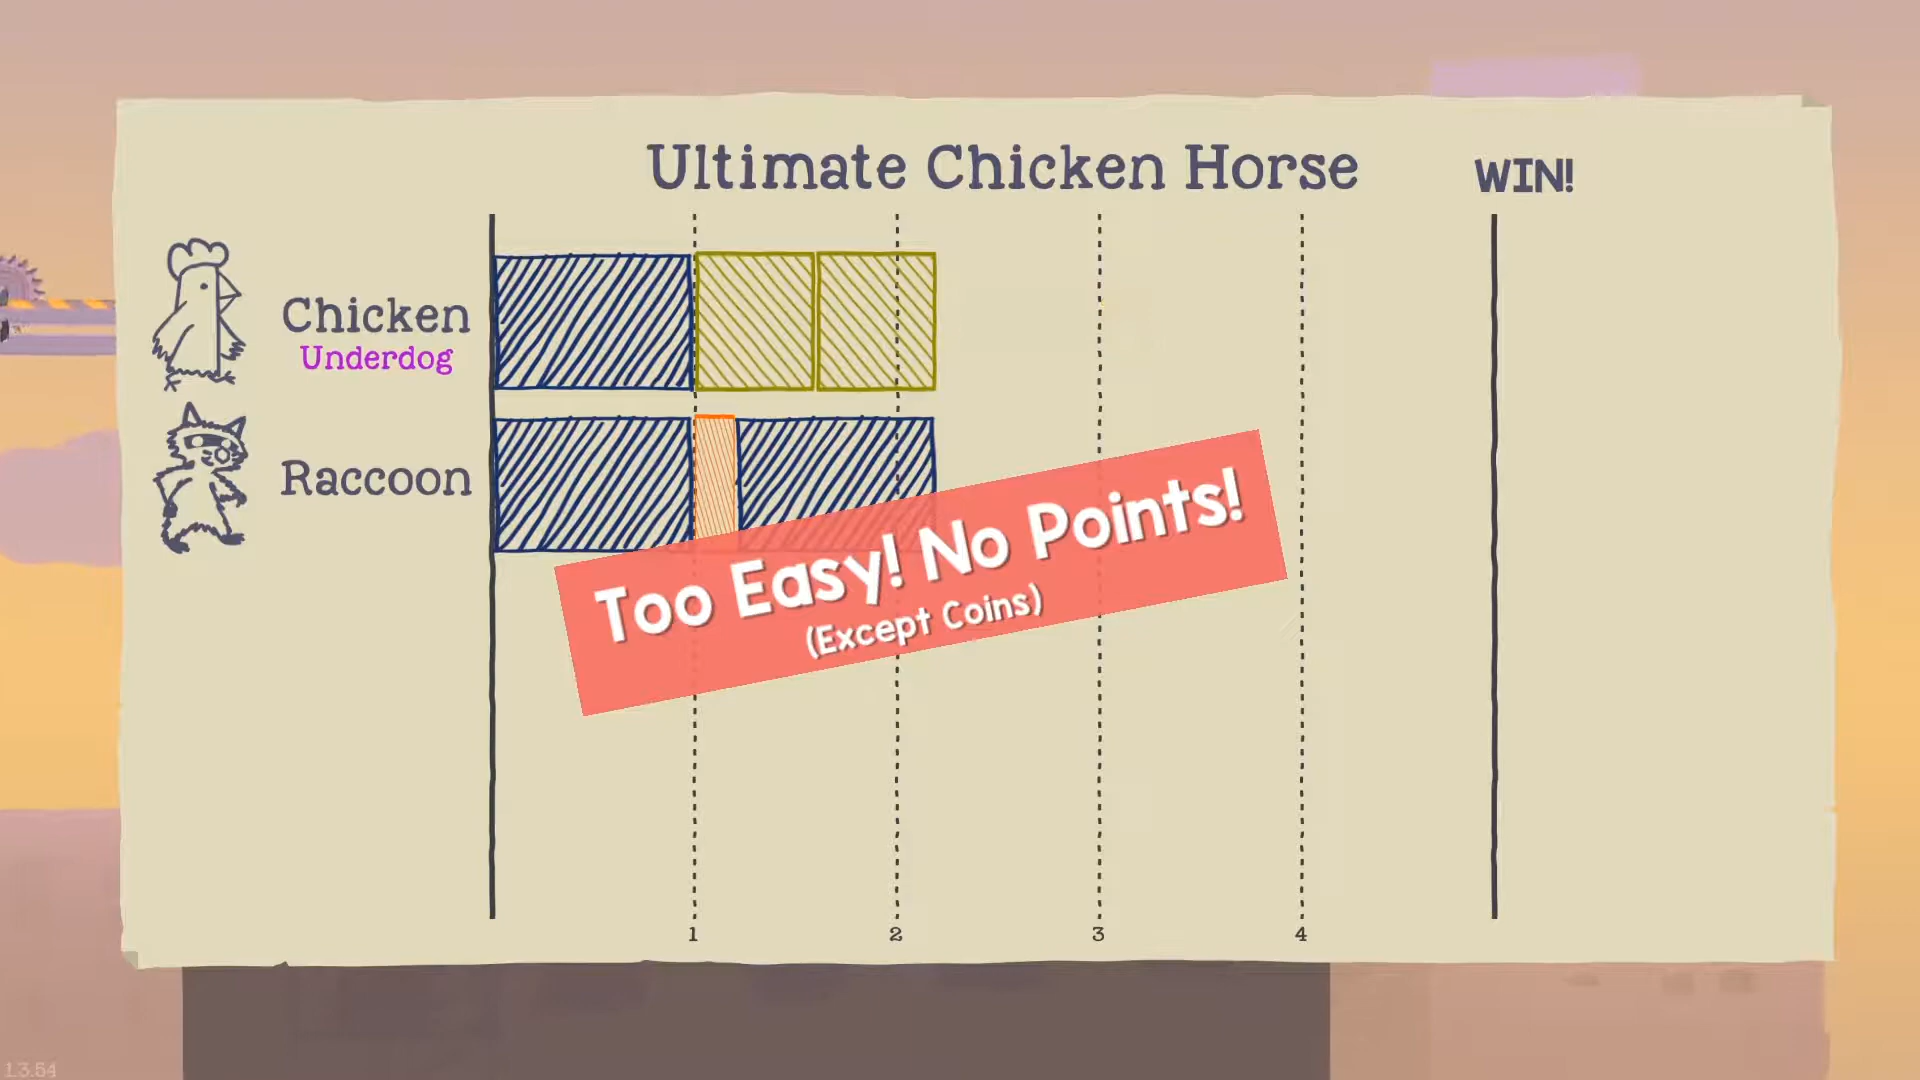 Ultimate Chicken Horse
WIN!
Chicken
Underdog
Raccoon
Too Easy! No Points!
(Except Coins)
1 2 3 4
1.3.54